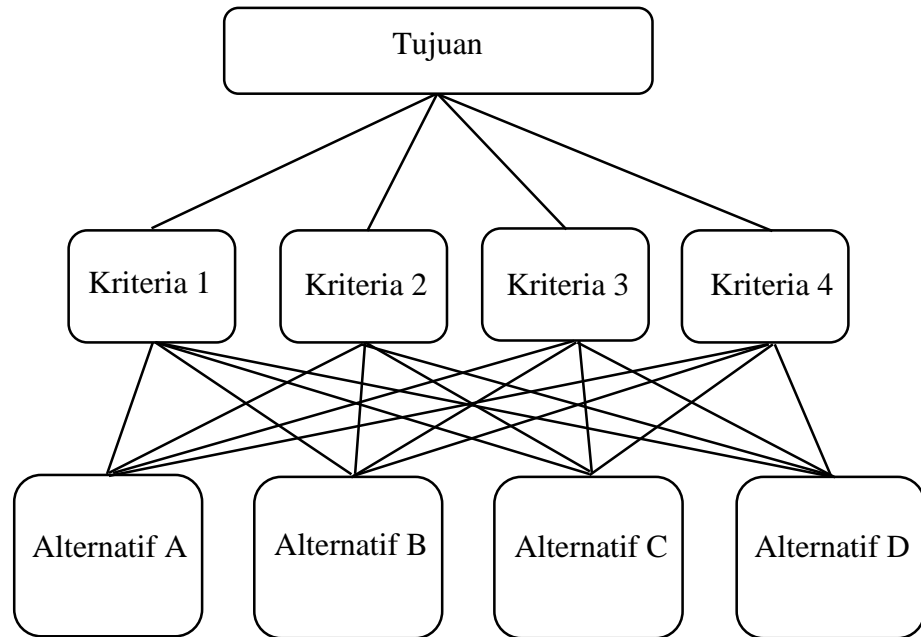 Tujuan
Kriteria 1
Kriteria 2
Kriteria 3
Kriteria 4
Alternatif A
Alternatif B
Alternatif C
Alternatif D